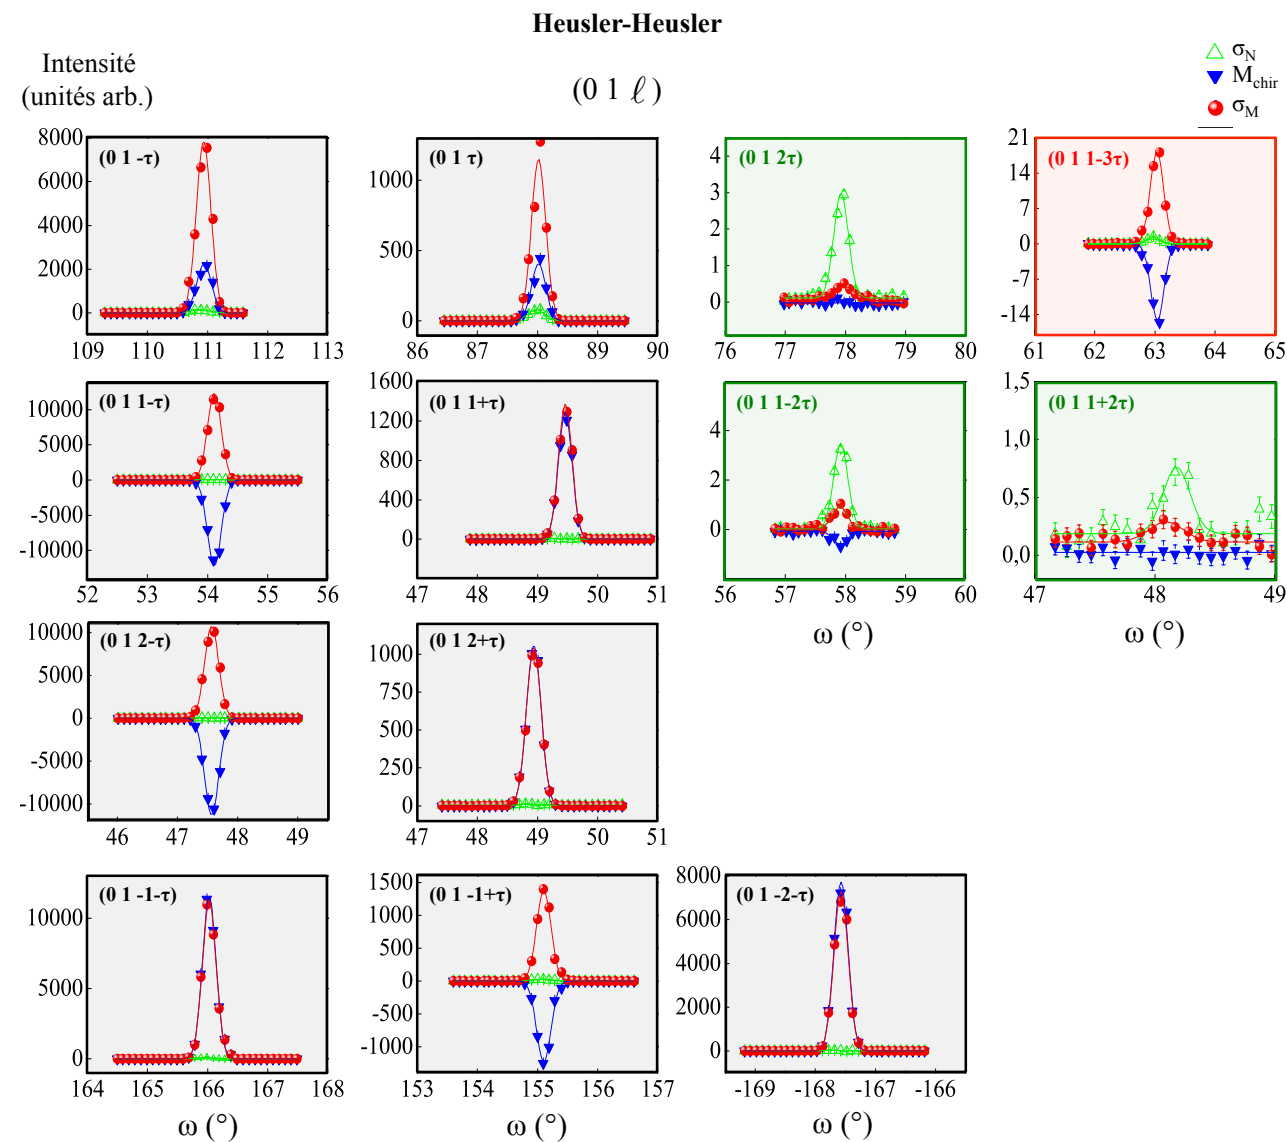 Heusler-Heusler
Intensité
(unités arb.)
(0 1 ℓ)
σN
Mchir
σM
(0 1 -τ)
8000
6000
4000
2000
0
109 110 111 112 113
(0 1 τ)
1000
500
0
86 87 88 89 90
(0 1 2τ)
4
3
2
1
0
76 77 78 79 80
(0 1 1-3τ)
21
14
7
0
-7
-14
61 62 63 64 65
(0 1 1-τ)
10000
5000
0
-5000
-10000
52 53 54 55 56
(0 1 1+τ)
1600
1200
800
400
0
47 48 49 50 51
(0 1 1-2τ)
4
2
0
56 57 58 59 60
ω (°)
(0 1 1+2τ)
1,5
1,0
0,5
0,0
47 48 49
ω (°)
(0 1 2-τ)
10000
5000
0
-5000
-10000
46 47 48 49
(0 1 2+τ)
1000
750
500
250
0
47 48 49 50 51
(0 1 -1-τ)
10000
5000
0
164 165 166 167 168
ω (°)
(0 1 -1+τ)
1500
1000
500
0
-500
-1000
153 154 155 156 157
ω (°)
(0 1 -2-τ)
8000
6000
4000
2000
0
-169 -168 -167 -166
ω (°)